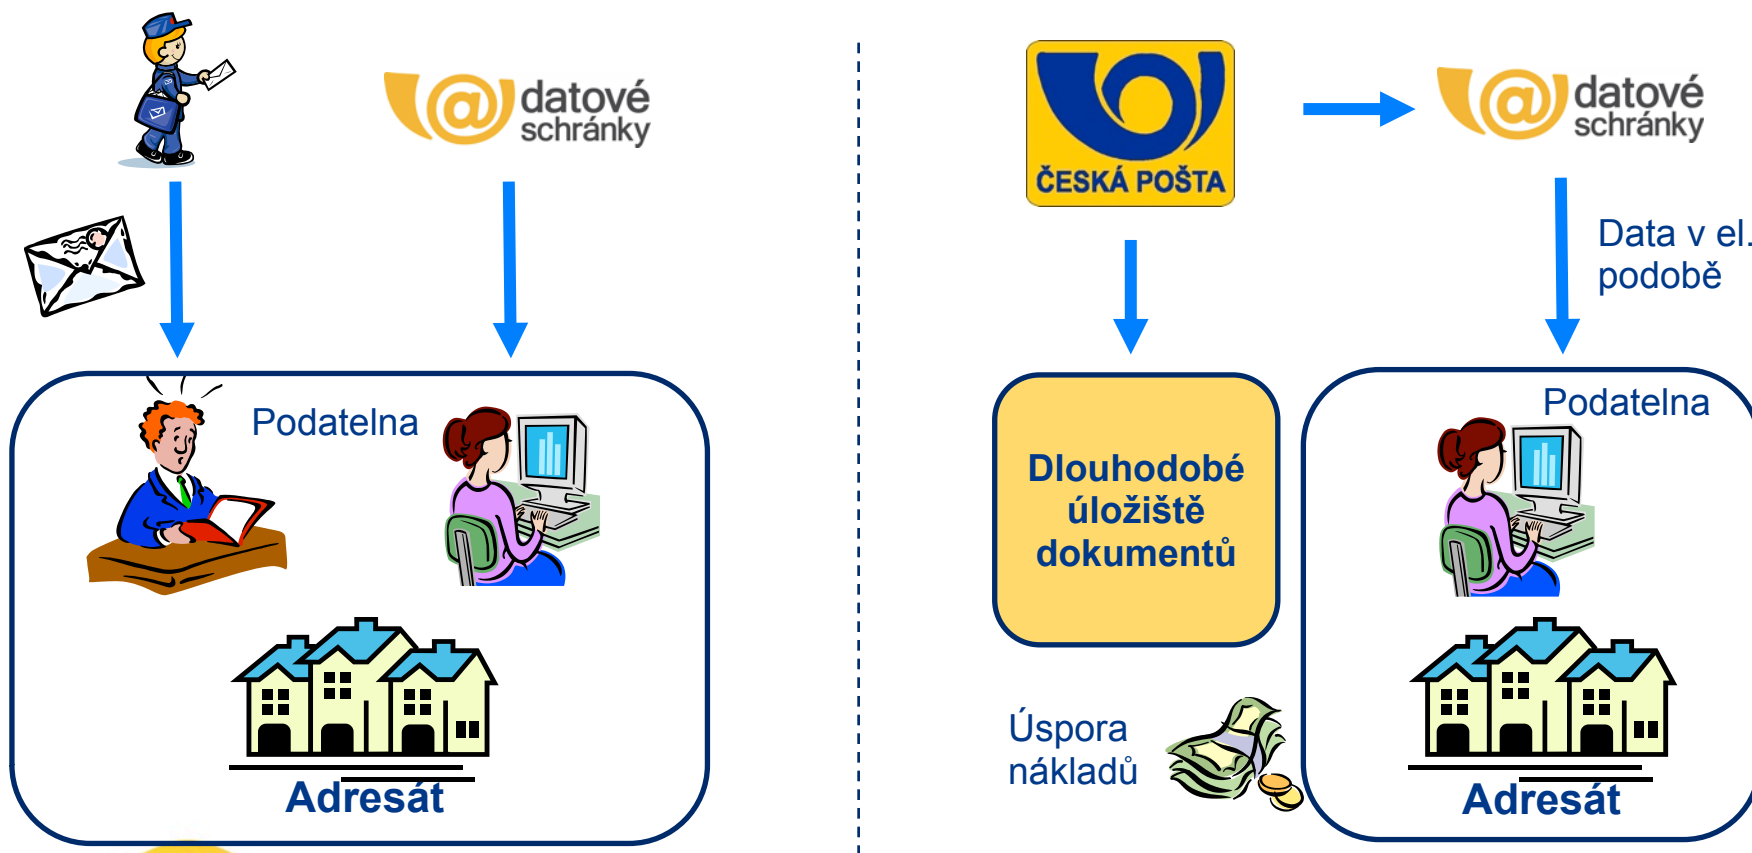 datové
schránky
Podatelna
Adresát
ČESKÁ POŠTA
datové
schránky
Data v el.
podobě
Dlouhodobé
úložiště
dokumentů
Podatelna
Úspora
nákladů
Adresát